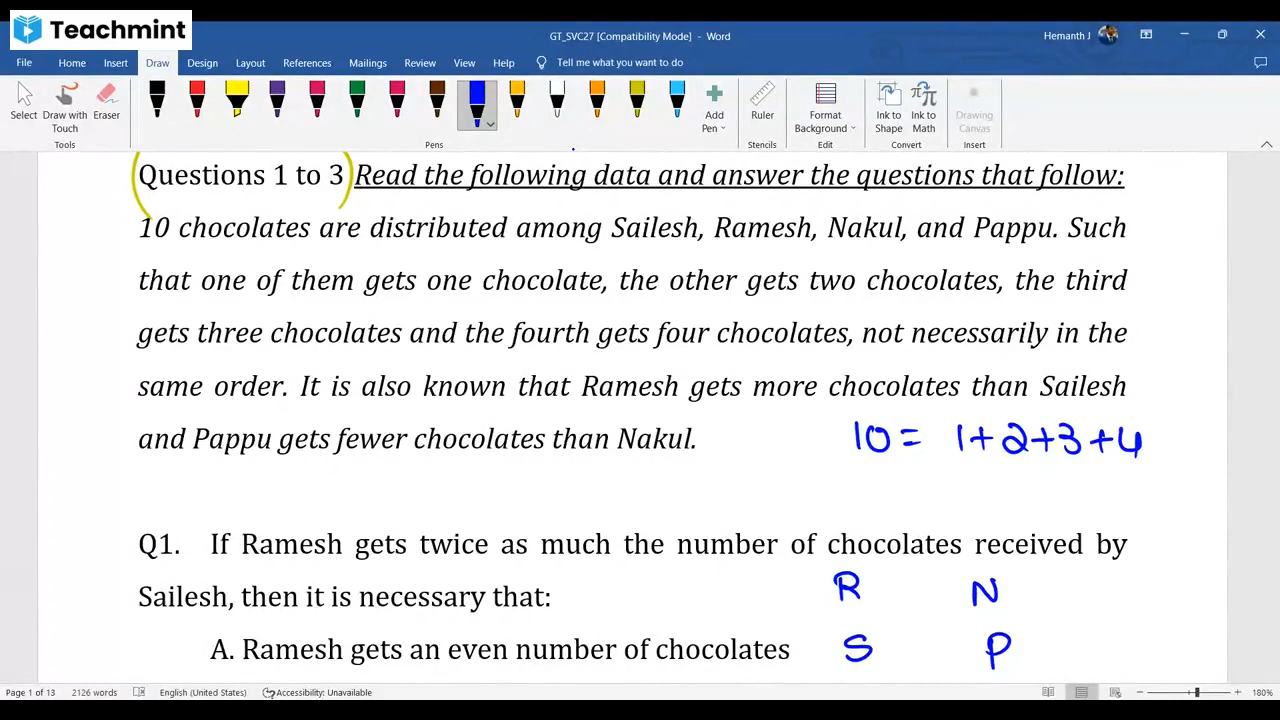 Teachmint
GT_SVC27 [Compatibility Mode] - Word
Hemanth J
File Home Insert Draw Design Layout References Mailings Review View Help Tell me what you want to do
Select Draw with Touch Eraser Add Pen Ruler Format Background Ink to Shape Ink to Math Drawing Canvas
Tools Pens Stencils Edit Convert Insert
Questions 1 to 3 Read the following data and answer the questions that follow:
10 chocolates are distributed among Sailesh, Ramesh, Nakul, and Pappu. Such
that one of them gets one chocolate, the other gets two chocolates, the third
gets three chocolates and the fourth gets four chocolates, not necessarily in the
same order. It is also known that Ramesh gets more chocolates than Sailesh
and Pappu gets fewer chocolates than Nakul.
10 = 1+2+3+4
Q1. If Ramesh gets twice as much the number of chocolates received by
Sailesh, then it is necessary that:
R N
A. Ramesh gets an even number of chocolates
S P
Page 1 of 13 2126 words English (United States) Accessibility: Unavailable 180%